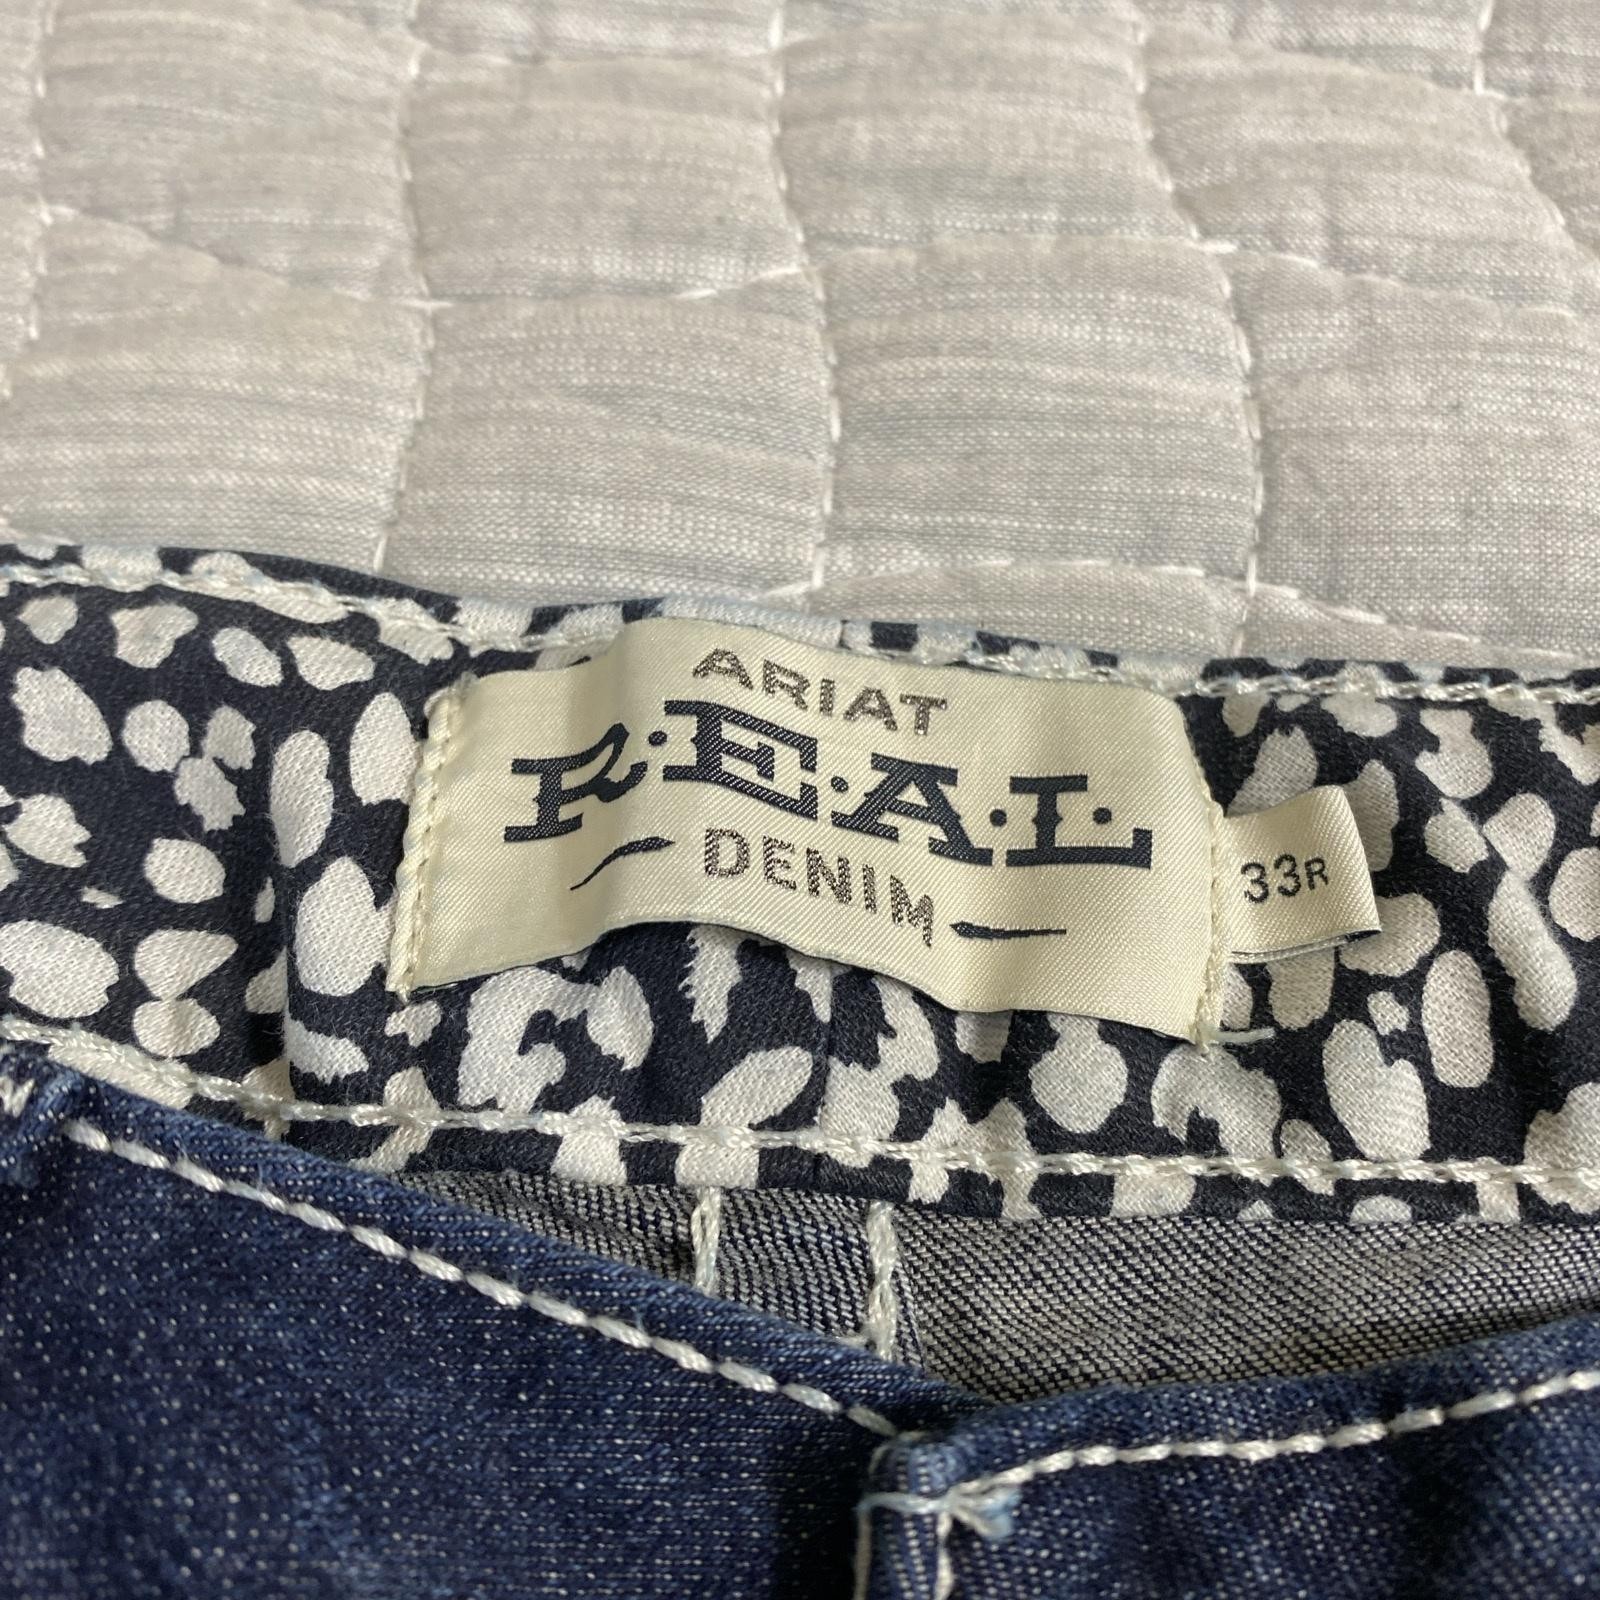 ARIAT
R.E.A.L.
DENIM
33R